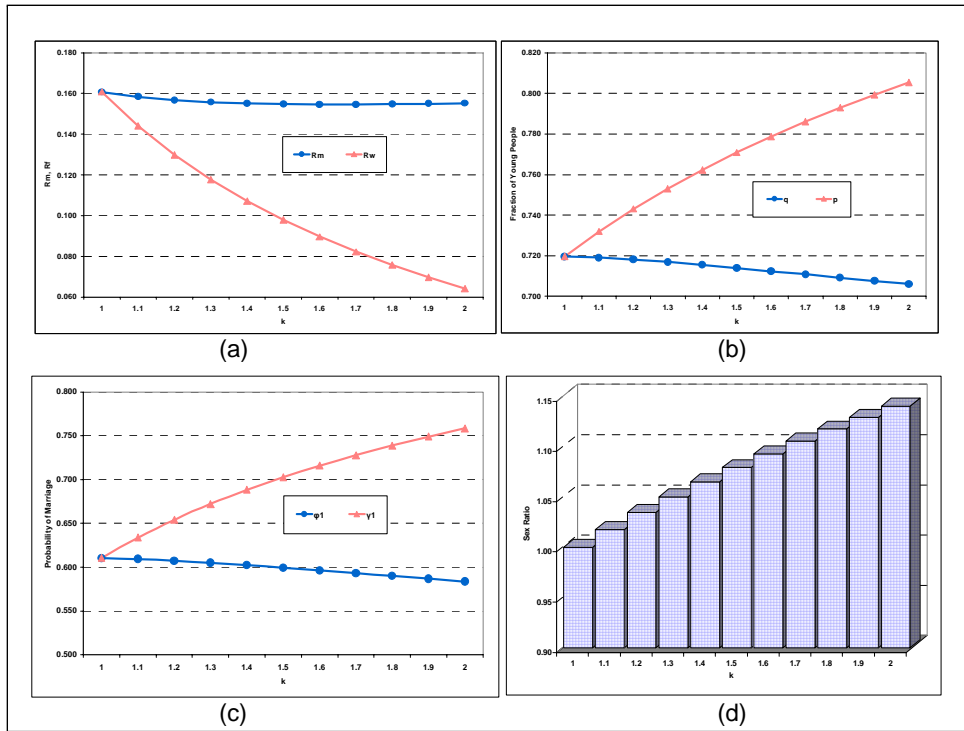 0.180
0.160
0.140
0.120
0.100
0.080
0.060
Rm, Rf
Rm Rw
1 1.1 1.2 1.3 1.4 1.5 1.6 1.7 1.8 1.9 2
k
(a)
0.820
0.800
0.780
0.760
0.740
0.720
0.700
Fraction of Young People
q p
1 1.1 1.2 1.3 1.4 1.5 1.6 1.7 1.8 1.9 2
k
(b)
0.800
0.750
0.700
0.650
0.600
0.550
0.500
Probability of Marriage
φ1 γ1
1 1.1 1.2 1.3 1.4 1.5 1.6 1.7 1.8 1.9 2
k
(c)
1.15
1.10
1.05
1.00
0.95
0.90
Sex Ratio
1 1.1 1.2 1.3 1.4 1.5 1.6 1.7 1.8 1.9 2
k
(d)